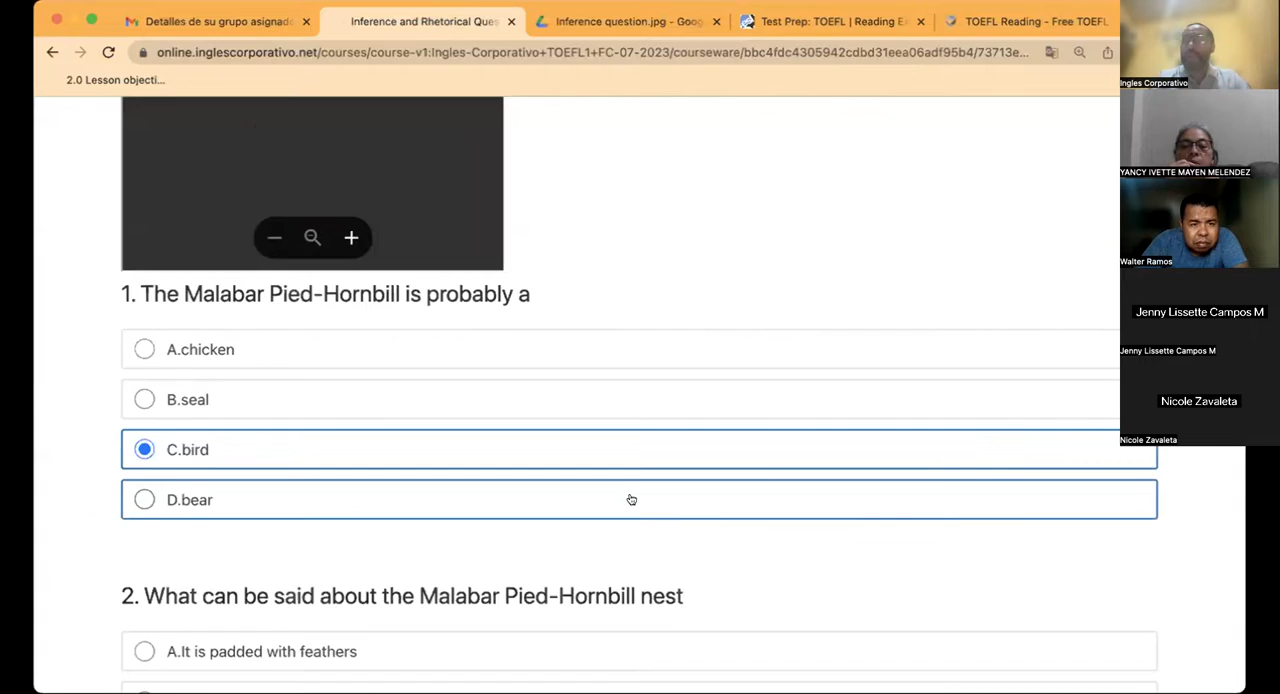 Detalles de su grupo asignado
Inference and Rhetorical Ques
Inference question.jpg - Goog
Test Prep: TOEFL | Reading E
TOEFL Reading - Free TOEFL
online.inglescorporativo.net/courses/course-v1:Ingles-Corporativo+TOEFL1+FC-07-2023/courseware/bbc4fdc4305942cdbd31eea06adf95b4/73713e...
2.0 Lesson objecti...
Ingles Corporativo
YANCY IVETTE MAYEN MELENDEZ
Walter Ramos
Jenny Lissette Campos M
Jenny Lissette Campos M
Nicole Zavaleta
Nicole Zavaleta
1. The Malabar Pied-Hornbill is probably a
A.chicken
B.seal
C.bird
D.bear
2. What can be said about the Malabar Pied-Hornbill nest
A.It is padded with feathers